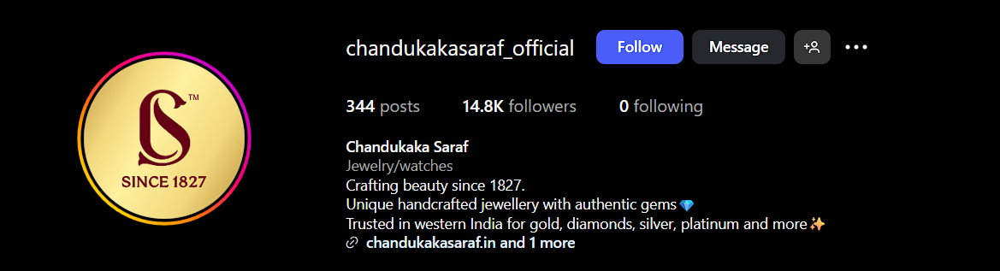 chandukakasaraf_official Follow Message
344 posts 14.8K followers 0 following
CS™
SINCE 1827
Chandukaka Saraf
Jewelry/watches
Crafting beauty since 1827.
Unique handcrafted jewellery with authentic gems💎
Trusted in western India for gold, diamonds, silver, platinum and more✨
chandukakasaraf.in and 1 more